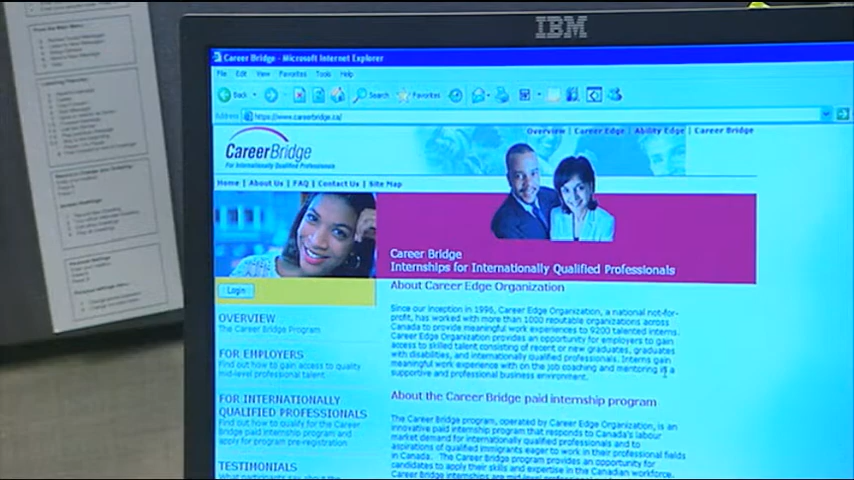 IBM
Career Bridge - Microsoft Internet Explorer
File Edit View Favorites Tools Help
Back Search Favorites
Address https://www.careerbridge.ca/
Overview | Career Edge | Ability Edge | Career Bridge
CareerBridge
For Internationally Qualified Professionals
Home | About Us | FAQ | Contact Us | Site Map
Career Bridge
Internships for Internationally Qualified Professionals
Login
OVERVIEW
The Career Bridge Program
FOR EMPLOYERS
Find out how to gain access to quality
mid-level professional talent
FOR INTERNATIONALLY
QUALIFIED PROFESSIONALS
Find out how to qualify for the Career
Bridge paid internship program and
apply for program pre-registration.
TESTIMONIALS
What participants say about the
About Career Edge Organization
Since our inception in 1996, Career Edge Organization, a national not-for-
profit, has worked with more than 1000 reputable organizations across
Canada to provide meaningful work experiences to 9200 talented interns.
Career Edge Organization provides an opportunity for employers to gain
access to skilled talent consisting of recent or new graduates, graduates
with disabilities, and internationally qualified professionals. Interns gain
meaningful work experience with on the job coaching and mentoring in a
supportive and professional business environment.
About the Career Bridge paid internship program
The Career Bridge program, operated by Career Edge Organization, is an
innovative paid internship program that responds to Canada's labour
market demand for internationally qualified professionals and to
aspirations of qualified immigrants eager to work in their professional fields
in Canada. The Career Bridge program provides an opportunity for
candidates to apply their skills and expertise in the Canadian workforce.
Career Bridge internships are mid-level professional